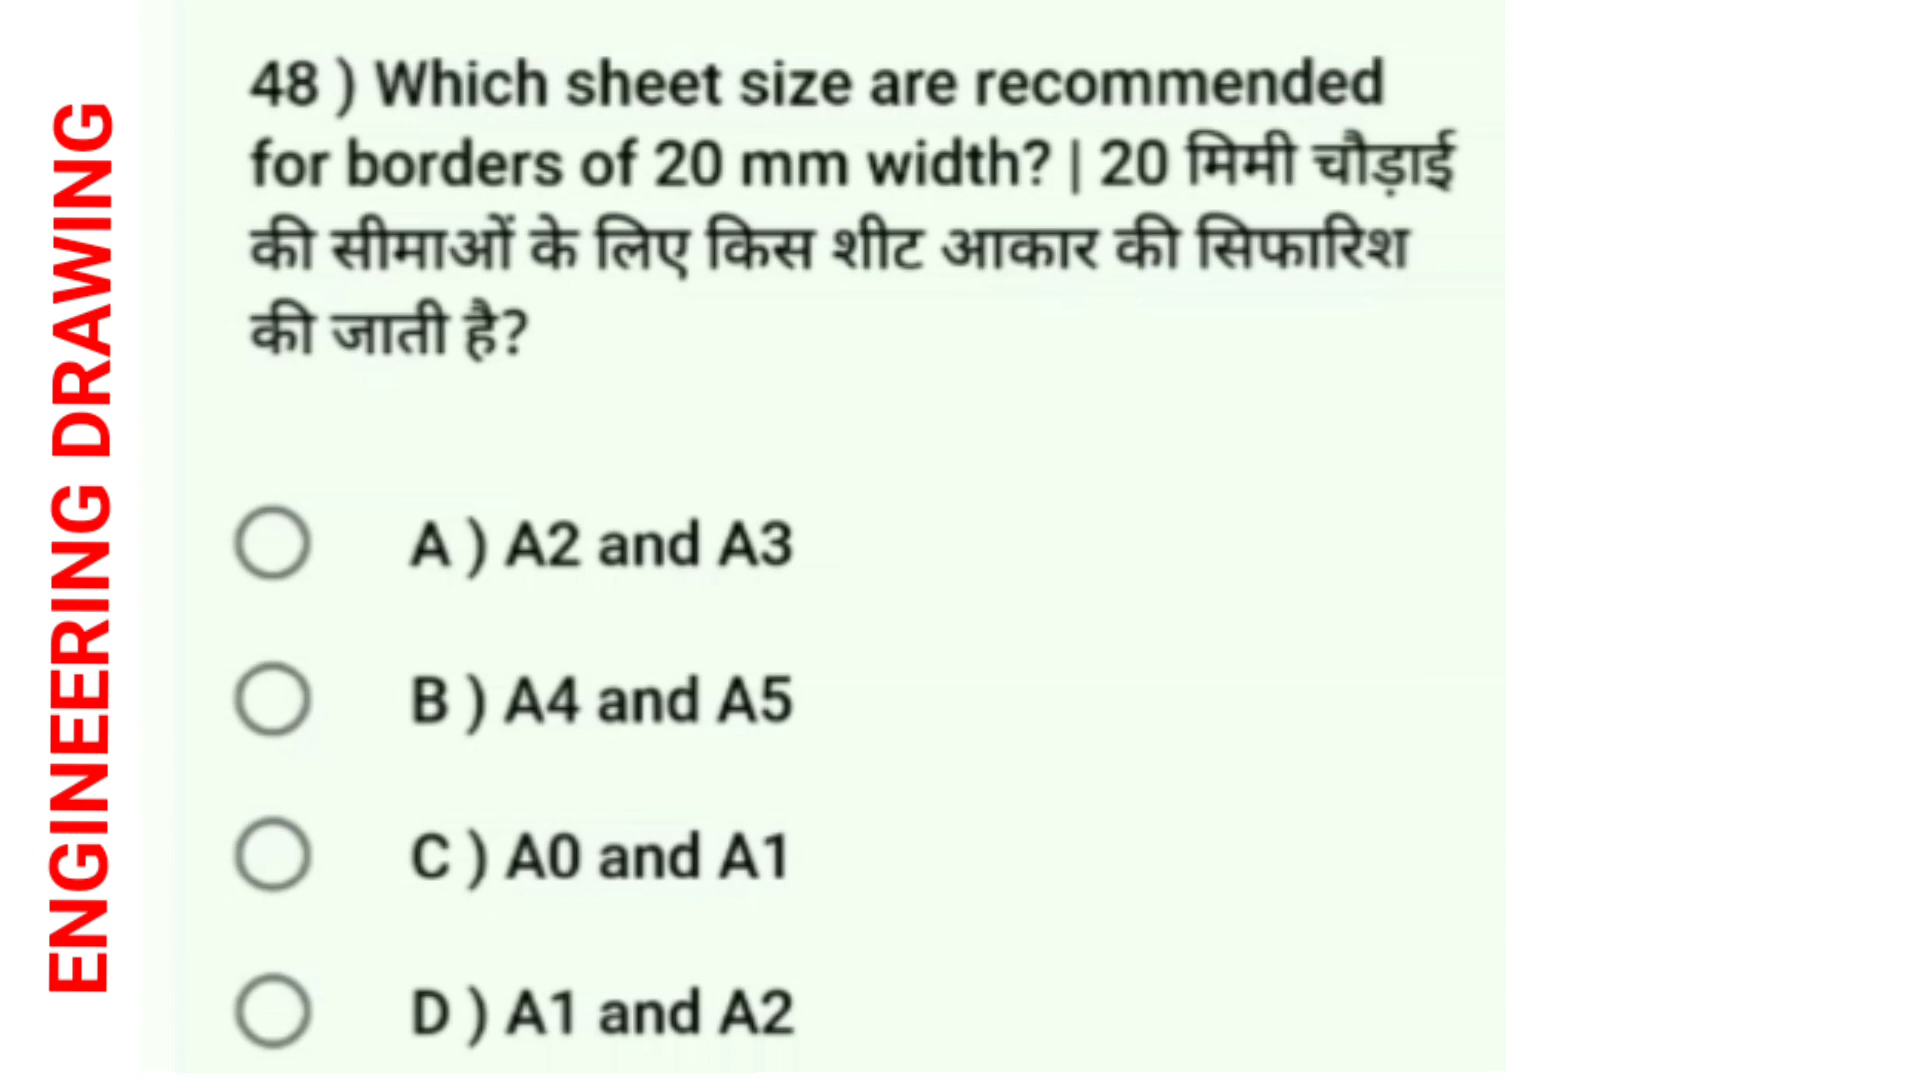 ENGINEERING DRAWING
48 ) Which sheet size are recommended
for borders of 20 mm width? | 20 मिमी चौड़ाई
की सीमाओं के लिए किस शीट आकार की सिफारिश
की जाती है?
A ) A2 and A3
B ) A4 and A5
C ) A0 and A1
D ) A1 and A2